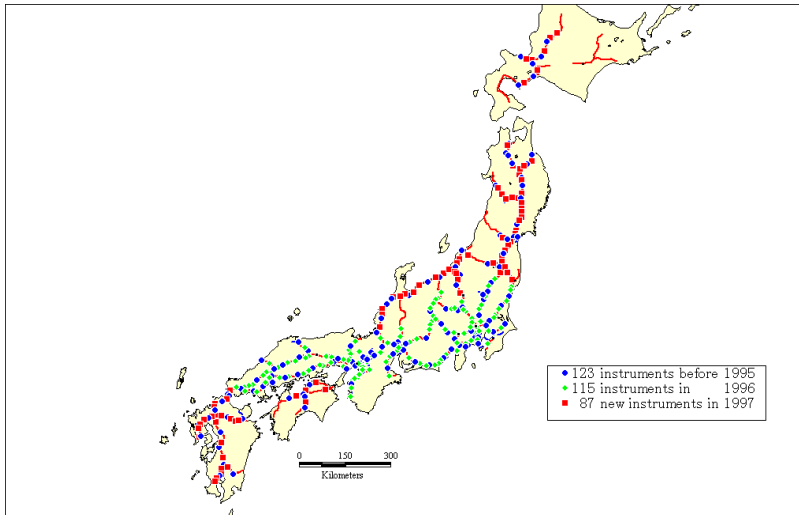 123 instruments before 1995
115 instruments in 1996
87 new instruments in 1997
0 150 300
Kilometers